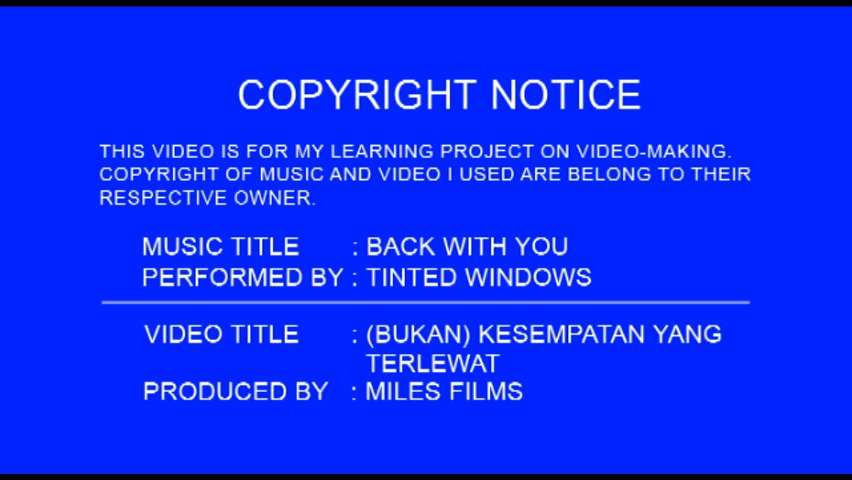 COPYRIGHT NOTICE
THIS VIDEO IS FOR MY LEARNING PROJECT ON VIDEO-MAKING.
COPYRIGHT OF MUSIC AND VIDEO I USED ARE BELONG TO THEIR
RESPECTIVE OWNER.
MUSIC TITLE : BACK WITH YOU
PERFORMED BY : TINTED WINDOWS
VIDEO TITLE : (BUKAN) KESEMPATAN YANG
TERLEWAT
PRODUCED BY : MILES FILMS